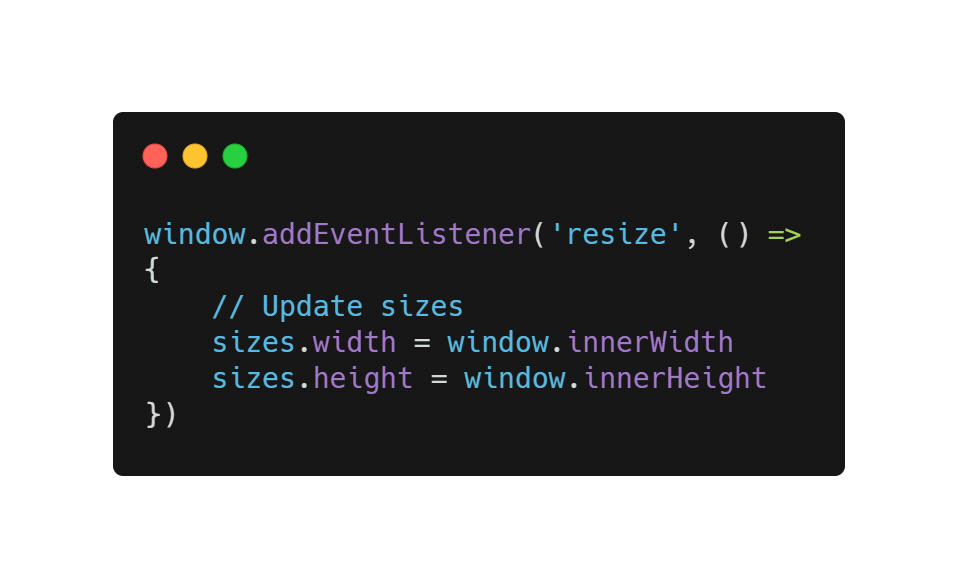 window.addEventListener('resize', () =>
{
    // Update sizes
    sizes.width = window.innerWidth
    sizes.height = window.innerHeight
})